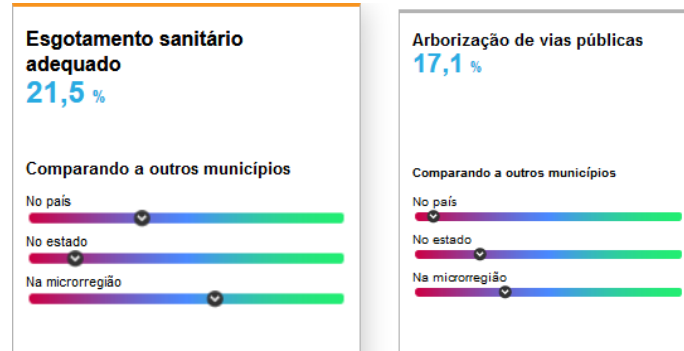 Esgotamento sanitário
adequado
21,5 %
Comparando a outros municípios
No país
No estado
Na microrregião
Arborização de vias públicas
17,1 %
Comparando a outros municípios
No país
No estado
Na microrregião